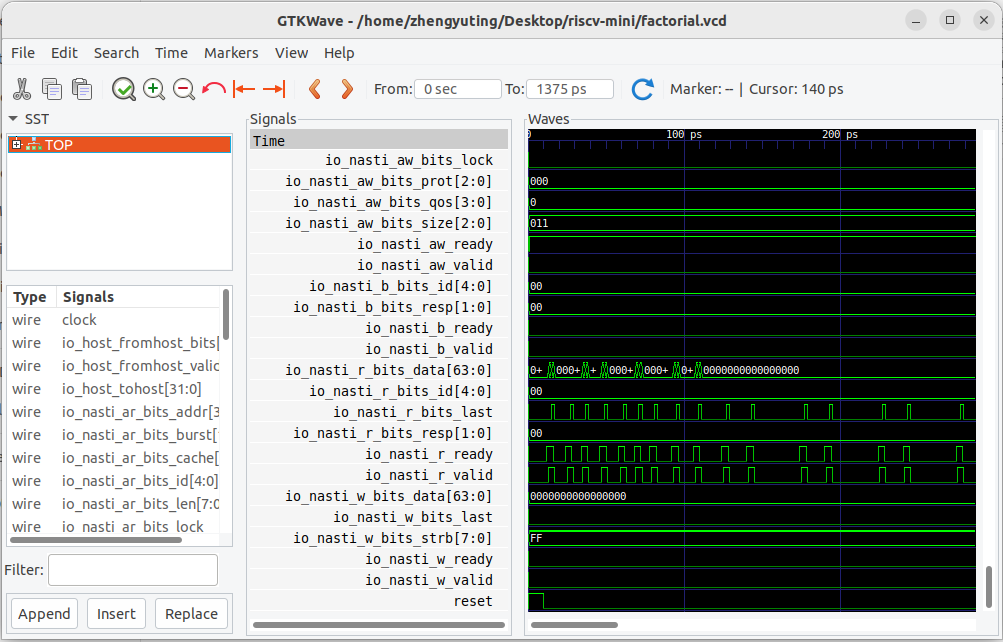 GTKWave - /home/zhengyuting/Desktop/riscv-mini/factorial.vcd
File Edit Search Time Markers View Help
From: 0 sec To: 1375 ps Marker: -- | Cursor: 140 ps
SST
TOP
Type Signals
wire clock
wire io_host_fromhost_bits[
wire io_host_fromhost_valid
wire io_host_tohost[31:0]
wire io_nasti_ar_bits_addr[3
wire io_nasti_ar_bits_burst[
wire io_nasti_ar_bits_cache[
wire io_nasti_ar_bits_id[4:0]
wire io_nasti_ar_bits_len[7:0
wire io_nasti_ar_bits_lock
Filter:
Append Insert Replace
Signals
Time
io_nasti_aw_bits_lock
io_nasti_aw_bits_prot[2:0]
io_nasti_aw_bits_qos[3:0]
io_nasti_aw_bits_size[2:0]
io_nasti_aw_ready
io_nasti_aw_valid
io_nasti_b_bits_id[4:0]
io_nasti_b_bits_resp[1:0]
io_nasti_b_ready
io_nasti_b_valid
io_nasti_r_bits_data[63:0]
io_nasti_r_bits_id[4:0]
io_nasti_r_bits_last
io_nasti_r_bits_resp[1:0]
io_nasti_r_ready
io_nasti_r_valid
io_nasti_w_bits_data[63:0]
io_nasti_w_bits_last
io_nasti_w_bits_strb[7:0]
io_nasti_w_ready
io_nasti_w_valid
reset
Waves
0 100 ps 200 ps
000
0
011
00
00
0+ 000+ + 000+ 000+ 0+ 0000000000000000
00
00
0000000000000000
FF